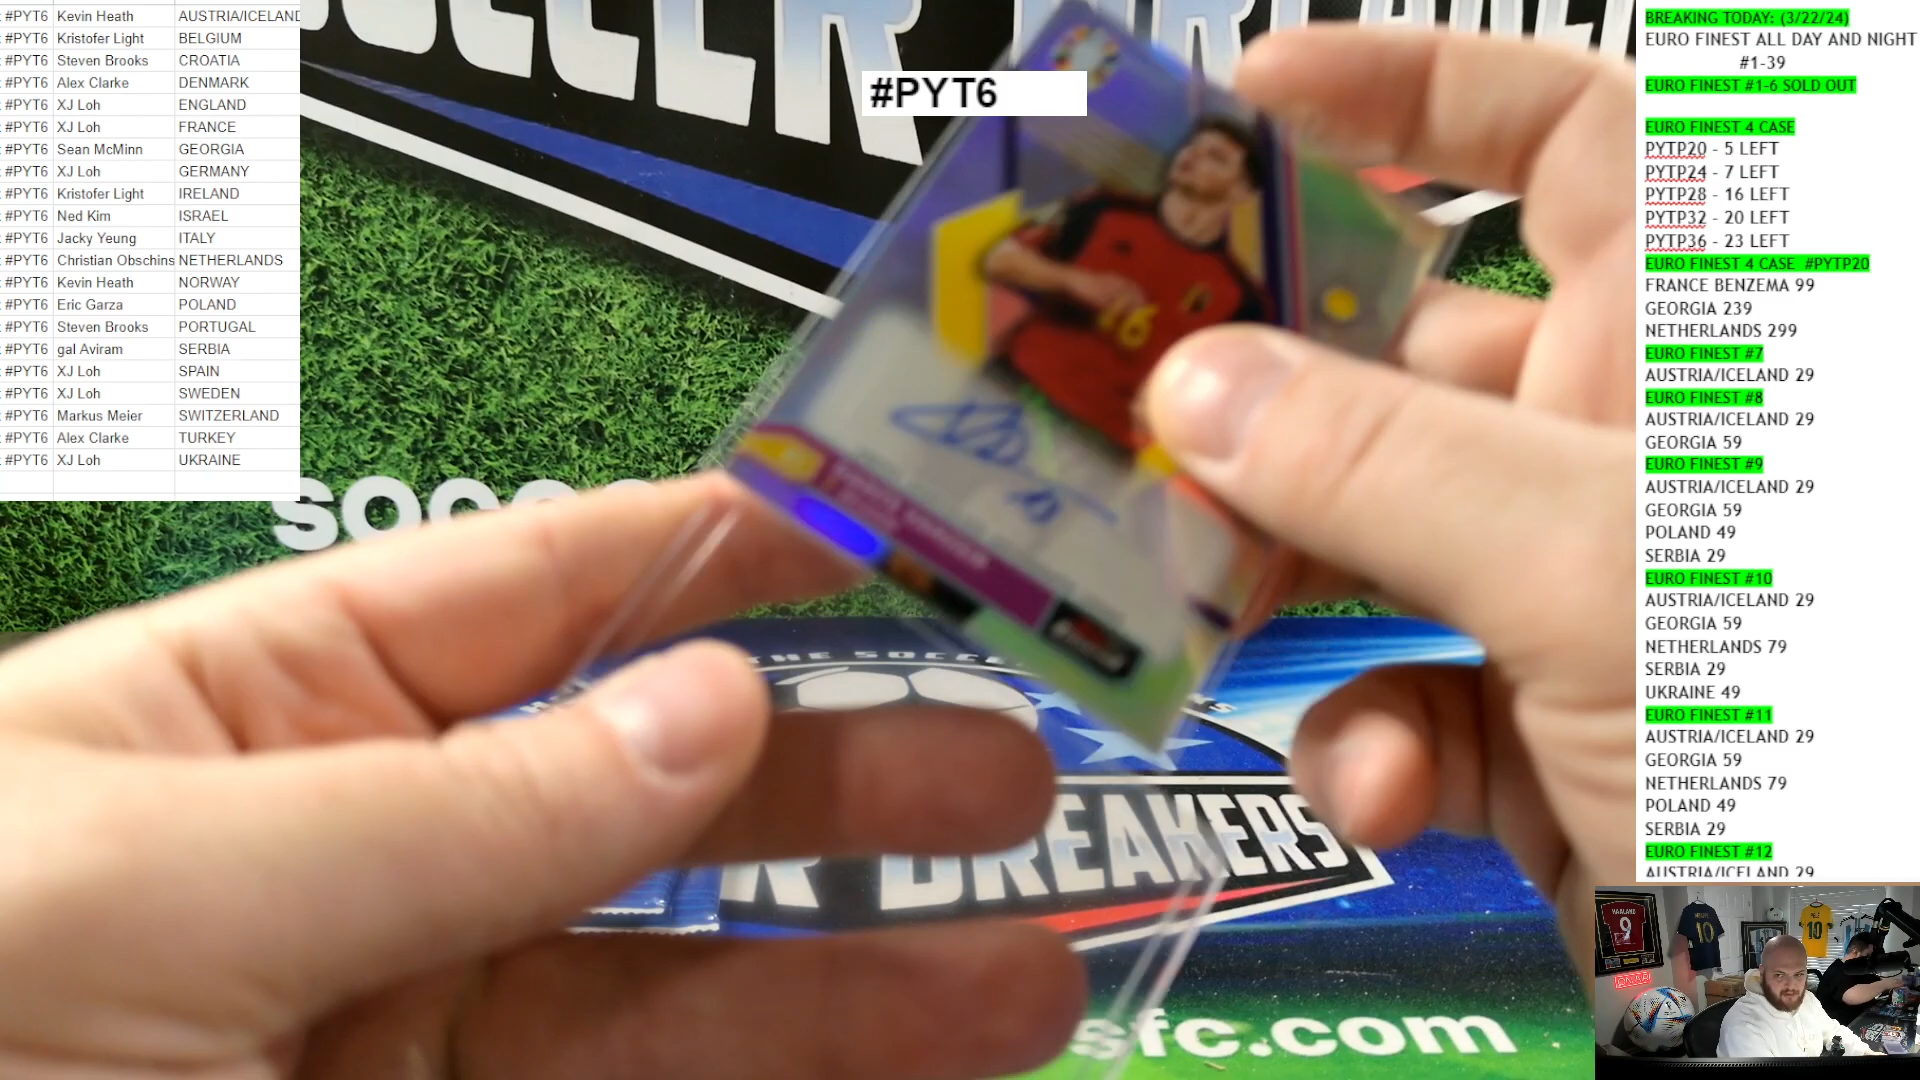 #PYT6 Kevin Heath AUSTRIA/ICELAND
#PYT6 Kristofer Light BELGIUM
#PYT6 Steven Brooks CROATIA
#PYT6 Alex Clarke DENMARK
#PYT6 XJ Loh ENGLAND
#PYT6 XJ Loh FRANCE
#PYT6 Sean McMinn GEORGIA
#PYT6 XJ Loh GERMANY
#PYT6 Kristofer Light IRELAND
#PYT6 Ned Kim ISRAEL
#PYT6 Jacky Yeung ITALY
#PYT6 Christian Obschins NETHERLANDS
#PYT6 Kevin Heath NORWAY
#PYT6 Eric Garza POLAND
#PYT6 Steven Brooks PORTUGAL
#PYT6 gal Aviram SERBIA
#PYT6 XJ Loh SPAIN
#PYT6 XJ Loh SWEDEN
#PYT6 Markus Meier SWITZERLAND
#PYT6 Alex Clarke TURKEY
#PYT6 XJ Loh UKRAINE
#PYT6
16
THE SOCCE
BREAKERS
sfc.com
BREAKING TODAY: (3/22/24)
EURO FINEST ALL DAY AND NIGHT
#1-39
EURO FINEST #1-6 SOLD OUT
EURO FINEST 4 CASE
PYTP20 - 5 LEFT
PYTP24 - 7 LEFT
PYTP28 - 16 LEFT
PYTP32 - 20 LEFT
PYTP36 - 23 LEFT
EURO FINEST 4 CASE #PYTP20
FRANCE BENZEMA 99
GEORGIA 239
NETHERLANDS 299
EURO FINEST #7
AUSTRIA/ICELAND 29
EURO FINEST #8
AUSTRIA/ICELAND 29
GEORGIA 59
EURO FINEST #9
AUSTRIA/ICELAND 29
GEORGIA 59
POLAND 49
SERBIA 29
EURO FINEST #10
AUSTRIA/ICELAND 29
GEORGIA 59
NETHERLANDS 79
SERBIA 29
UKRAINE 49
EURO FINEST #11
AUSTRIA/ICELAND 29
GEORGIA 59
NETHERLANDS 79
POLAND 49
SERBIA 29
EURO FINEST #12
AUSTRIA/ICELAND 29
HAALAND
9
10
10